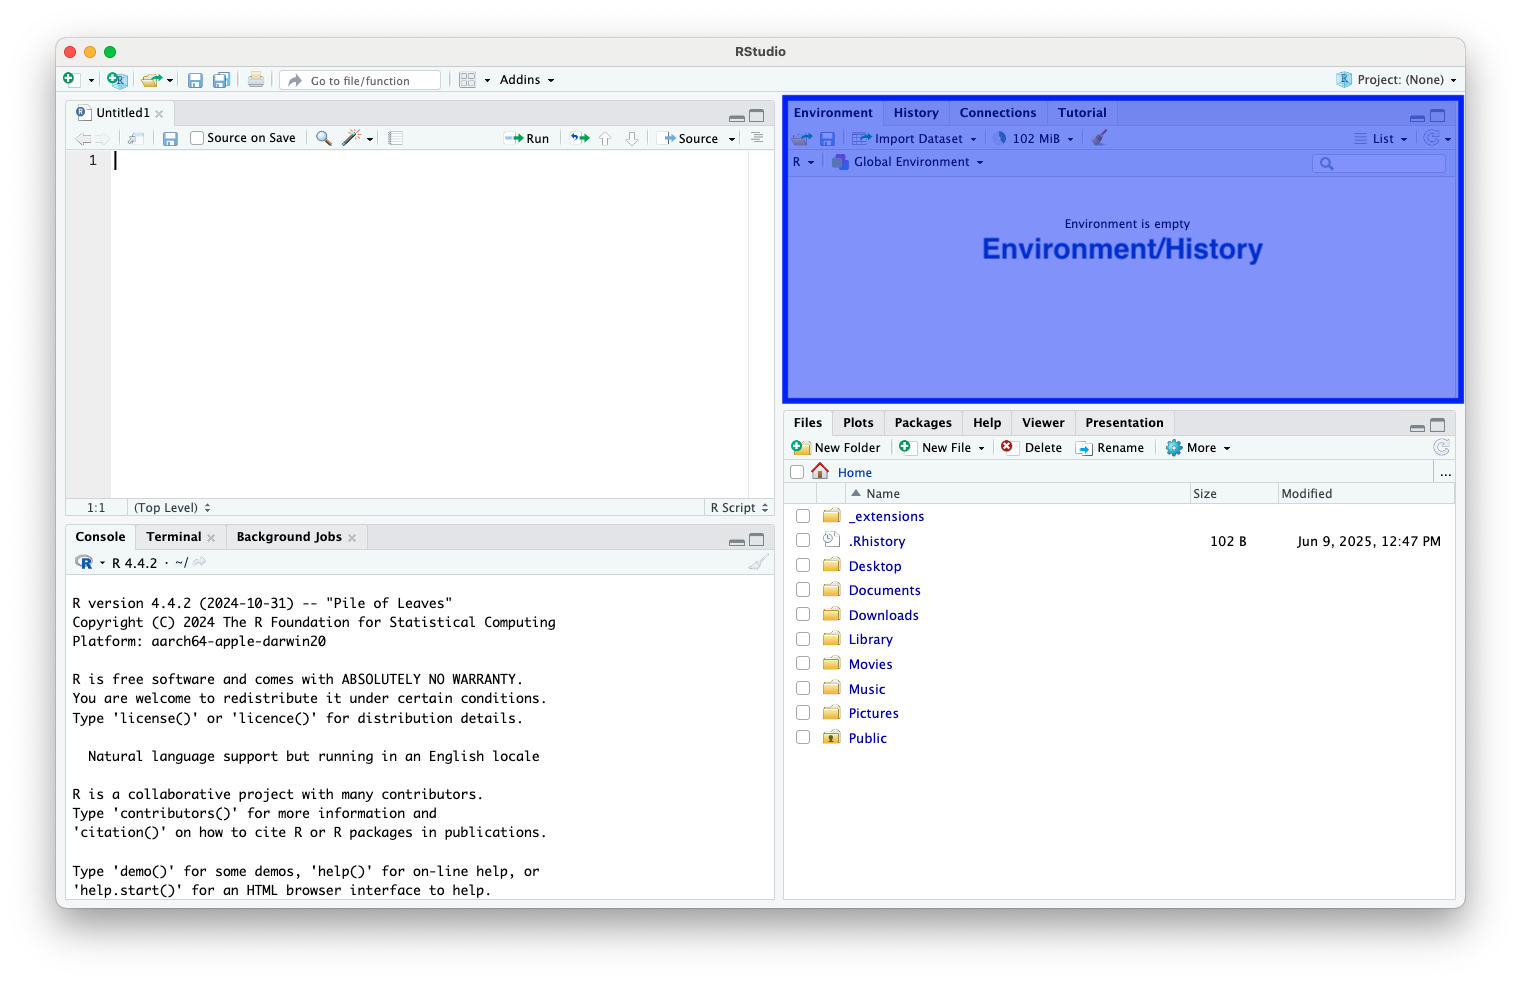 RStudio
Go to file/function
Addins
Project: (None)
Untitled1
Source on Save
Run
Source
1
1:1
(Top Level)
R Script
Console
Terminal
Background Jobs
R 4.4.2 · ~/
R version 4.4.2 (2024-10-31) -- "Pile of Leaves"
Copyright (C) 2024 The R Foundation for Statistical Computing
Platform: aarch64-apple-darwin20
R is free software and comes with ABSOLUTELY NO WARRANTY.
You are welcome to redistribute it under certain conditions.
Type 'license()' or 'licence()' for distribution details.
Natural language support but running in an English locale
R is a collaborative project with many contributors.
Type 'contributors()' for more information and
'citation()' on how to cite R or R packages in publications.
Type 'demo()' for some demos, 'help()' for on-line help, or
'help.start()' for an HTML browser interface to help.
Environment
History
Connections
Tutorial
Import Dataset
102 MiB
List
R
Global Environment
Environment is empty
Environment/History
Files
Plots
Packages
Help
Viewer
Presentation
New Folder
New File
Delete
Rename
More
Home
...
Name
Size
Modified
_extensions
.Rhistory 102 B Jun 9, 2025, 12:47 PM
Desktop
Documents
Downloads
Library
Movies
Music
Pictures
Public